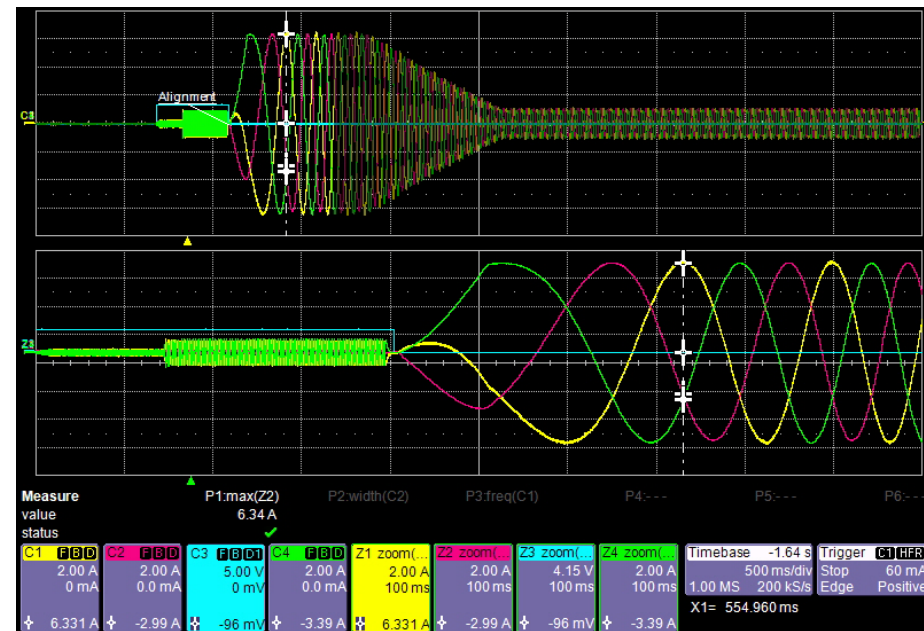 Alignment
Measure P1:max(Z2) P2:width(C2) P3:freq(C1) P4:--- P5:--- P6:---
value 6.34 A
status
C1 F B D C2 F B D C3 F B D1 C4 F B D Z1 zoom(... Z2 zoom(... Z3 zoom(... Z4 zoom(... Timebase -1.64 s Trigger C1 HFR
2.00 A 2.00 A 5.00 V 2.00 A 2.00 A 2.00 A 4.15 V 2.00 A 500 ms/div Stop 60 mA
0 mA 0.0 mA 0 mV 0.0 mA 100 ms 100 ms 100 ms 100 ms 1.00 MS 200 kS/s Edge Positive
6.331 A -2.99 A -96 mV -3.39 A 6.331 A -2.99 A -96 mV -3.39 A X1= 554.960 ms